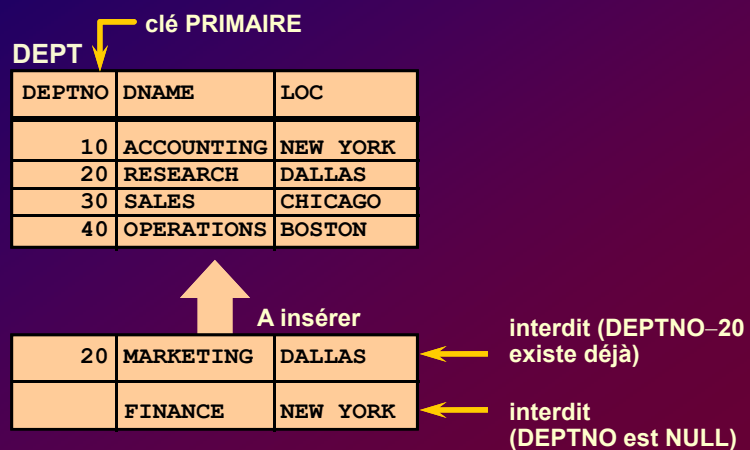 clé PRIMAIRE
DEPT
DEPTNO DNAME LOC
10 ACCOUNTING NEW YORK
20 RESEARCH DALLAS
30 SALES CHICAGO
40 OPERATIONS BOSTON
A insérer
20 MARKETING DALLAS
interdit (DEPTNO–20
existe déjà)
FINANCE NEW YORK
interdit
(DEPTNO est NULL)